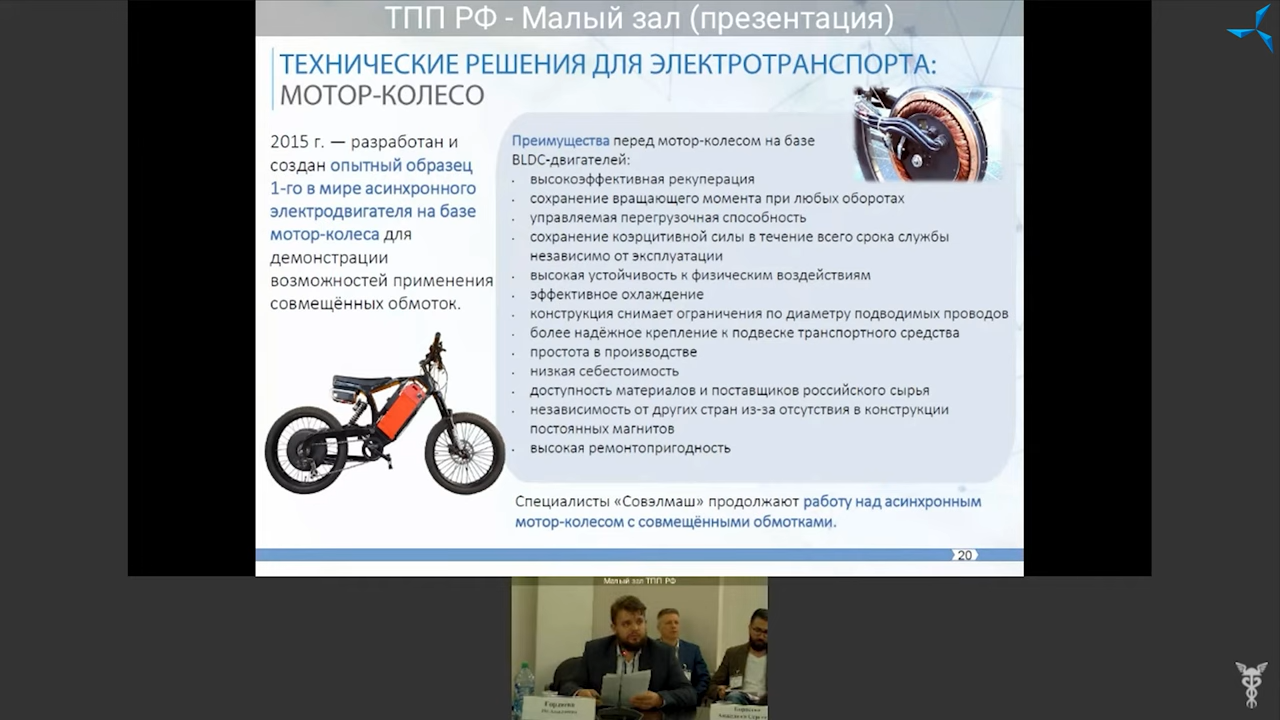 ТПП РФ - Малый зал (презентация)
ТЕХНИЧЕСКИЕ РЕШЕНИЯ ДЛЯ ЭЛЕКТРОТРАНСПОРТА:
МОТОР-КОЛЕСО
2015 г. — разработан и
создан опытный образец
1-го в мире асинхронного
электродвигателя на базе
мотор-колеса для
демонстрации
возможностей применения
совмещённых обмоток.
Преимущества перед мотор-колесом на базе
BLDC-двигателей:
· высокоэффективная рекуперация
· сохранение вращающего момента при любых оборотах
· управляемая перегрузочная способность
· сохранение коэрцитивной силы в течение всего срока службы
независимо от эксплуатации
· высокая устойчивость к физическим воздействиям
· эффективное охлаждение
· конструкция снимает ограничения по диаметру подводимых проводов
· более надёжное крепление к подвеске транспортного средства
· простота в производстве
· низкая себестоимость
· доступность материалов и поставщиков российского сырья
· независимость от других стран из-за отсутствия в конструкции
постоянных магнитов
· высокая ремонтопригодность
Специалисты «Совэлмаш» продолжают работу над асинхронным
мотор-колесом с совмещёнными обмотками.
20
Малый зал ТПП РФ